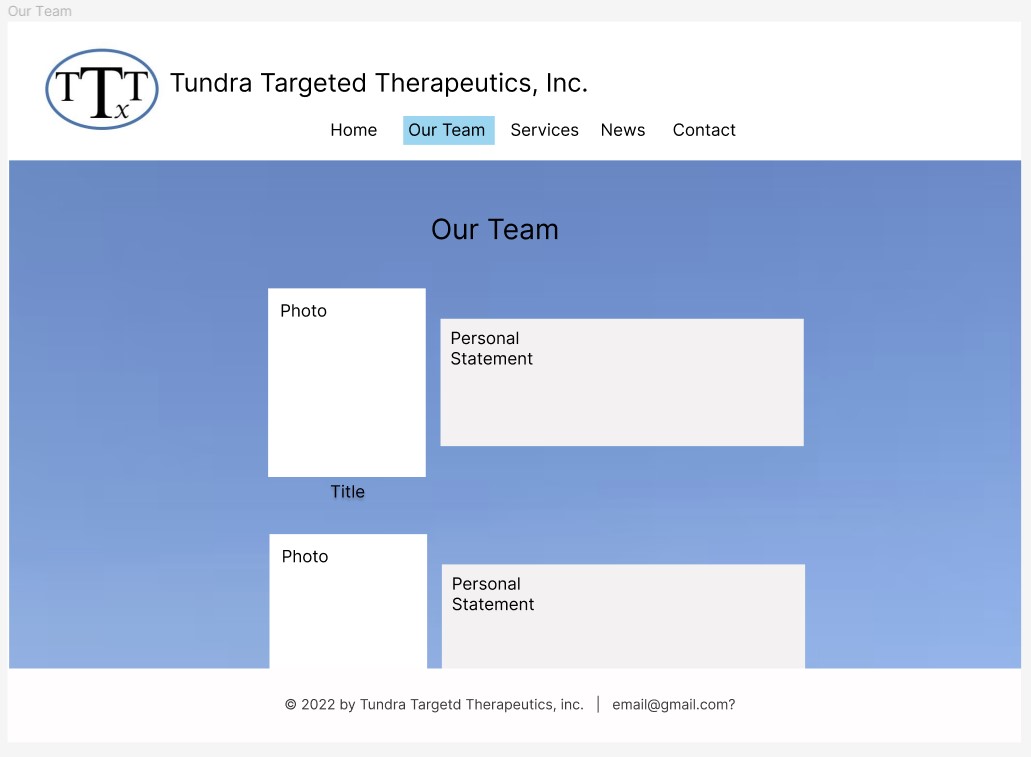 Our Team
TTT
x
Tundra Targeted Therapeutics, Inc.
Home Our Team Services News Contact
Our Team
Photo
Personal
Statement
Title
Photo
Personal
Statement
© 2022 by Tundra Targetd Therapeutics, inc. | email@gmail.com?